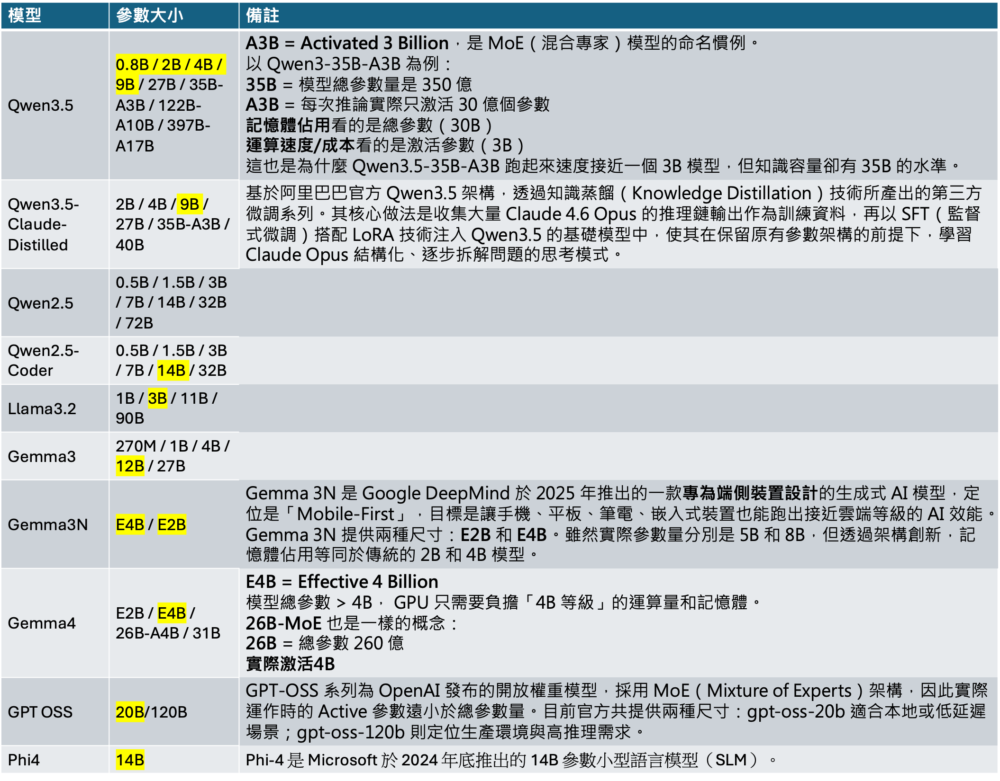 模型 參數大小 備註
Qwen3.5
0.8B / 2B / 4B /
9B / 27B / 35B-
A3B / 122B-
A10B / 397B-
A17B
A3B = Activated 3 Billion，是 MoE（混合專家）模型的命名慣例。
以 Qwen3-35B-A3B 為例：
35B = 模型總參數量是 350 億
A3B = 每次推論實際只激活 30 億個參數
記憶體佔用看的是總參數（30B）
運算速度/成本看的是激活參數（3B）
這也是為什麼 Qwen3.5-35B-A3B 跑起來速度接近一個 3B 模型，但知識容量卻有 35B 的水準。
Qwen3.5-
Claude-
Distilled
2B / 4B / 9B /
27B / 35B-A3B /
40B
基於阿里巴巴官方 Qwen3.5 架構，透過知識蒸餾（Knowledge Distillation）技術所產出的第三方
微調系列。其核心做法是收集大量 Claude 4.6 Opus 的推理鏈輸出作為訓練資料，再以 SFT（監督
式微調）搭配 LoRA 技術注入 Qwen3.5 的基礎模型中，使其在保留原有參數架構的前提下，學習
Claude Opus 結構化、逐步拆解問題的思考模式。
Qwen2.5
0.5B / 1.5B / 3B
/ 7B / 14B / 32B
/ 72B
Qwen2.5-
Coder
0.5B / 1.5B / 3B
/ 7B / 14B / 32B
Llama3.2
1B / 3B / 11B /
90B
Gemma3
270M / 1B / 4B /
12B / 27B
Gemma3N
E4B / E2B
Gemma 3N 是 Google DeepMind 於 2025 年推出的一款專為端側裝置設計的生成式 AI 模型，定
位是「Mobile-First」，目標是讓手機、平板、筆電、嵌入式裝置也能跑出接近雲端等級的 AI 效能。
Gemma 3N 提供兩種尺寸：E2B 和 E4B。雖然實際參數量分別是 5B 和 8B，但透過架構創新，記
憶體佔用等同於傳統的 2B 和 4B 模型。
Gemma4
E2B / E4B /
26B-A4B / 31B
E4B = Effective 4 Billion
模型總參數 > 4B， GPU 只需要負擔「4B 等級」的運算量和記憶體。
26B-MoE 也是一樣的概念：
26B = 總參數 260 億
實際激活4B
GPT OSS
20B/120B
GPT-OSS 系列為 OpenAI 發布的開放權重模型，採用 MoE（Mixture of Experts）架構，因此實際
運作時的 Active 參數遠小於總參數量。目前官方共提供兩種尺寸：gpt-oss-20b 適合本地或低延遲
場景；gpt-oss-120b 則定位生產環境與高推理需求。
Phi4
14B
Phi-4 是 Microsoft 於 2024 年底推出的 14B 參數小型語言模型（SLM）。